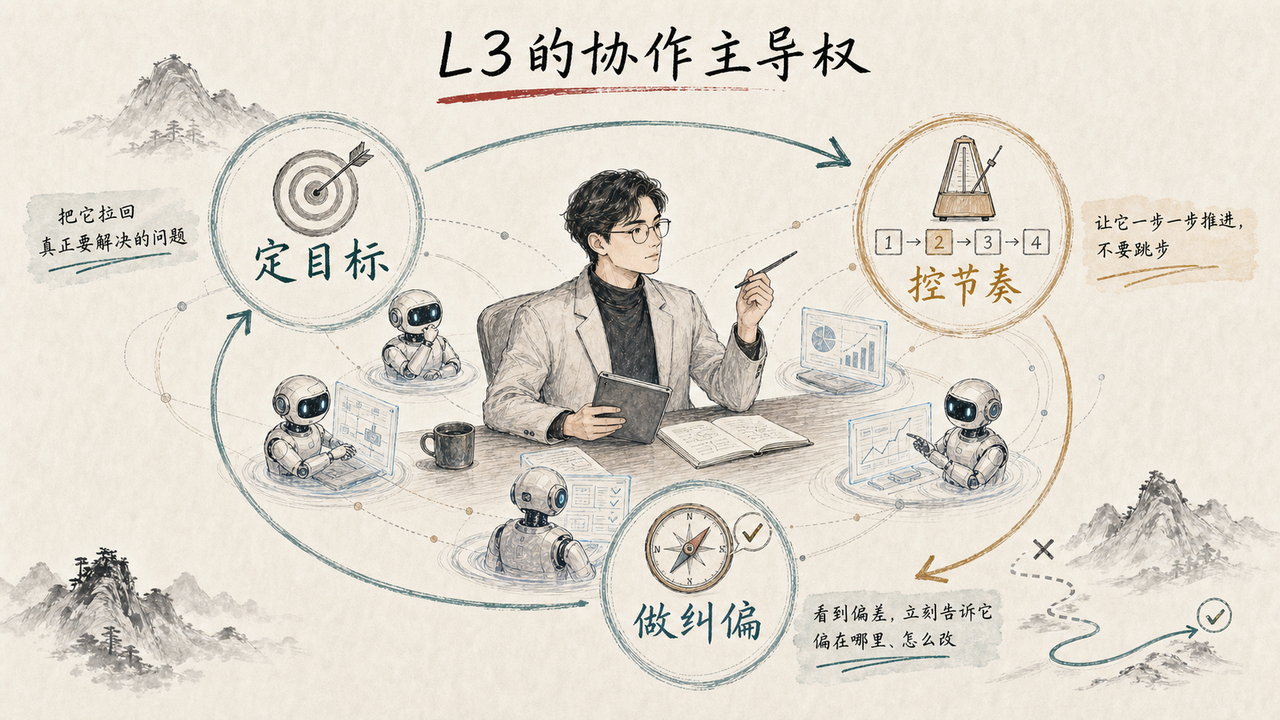 L3的协作主导权
把它拉回
真正要解决的问题
定目标
1 → 2 → 3 → 4
控节奏
让它一步一步推进，
不要跳步
N
N
N
做纠偏
看到偏差，立刻告诉它
偏在哪里、怎么改